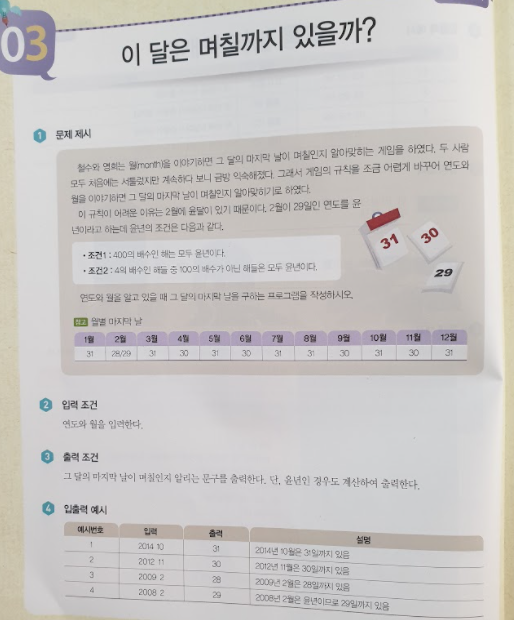 03
이 달은 며칠까지 있을까?
1 문제 제시
철수와 영희는 월(month)을 이야기하면 그 달의 마지막 날이 며칠인지 알아맞히는 게임을 하였다. 두 사람
모두 처음에는 서툴렀지만 계속하다 보니 금방 익숙해졌다. 그래서 게임의 규칙을 조금 어렵게 바꾸어 연도와
월을 이야기하면 그 달의 마지막 날이 며칠인지 알아맞히기로 하였다.
이 규칙이 어려운 이유는 2월에 윤달이 있기 때문이다. 2월이 29일인 연도를 윤
년이라고 하는데 윤년의 조건은 다음과 같다.
• 조건1 : 400의 배수인 해는 모두 윤년이다.
• 조건2 : 4의 배수인 해들 중 100의 배수가 아닌 해들은 모두 윤년이다.
31
30
29
연도와 월을 알고 있을 때 그 달의 마지막 날을 구하는 프로그램을 작성하시오.
참고 월별 마지막 날
1월 2월 3월 4월 5월 6월 7월 8월 9월 10월 11월 12월
31 28/29 31 30 31 30 31 31 30 31 30 31
2 입력 조건
연도와 월을 입력한다.
3 출력 조건
그 달의 마지막 날이 며칠인지 알리는 문구를 출력한다. 단, 윤년인 경우도 계산하여 출력한다.
4 입출력 예시
예시번호 입력 출력 설명
1 2014 10 31 2014년 10월은 31일까지 있음
2 2012 11 30 2012년 11월은 30일까지 있음
3 2009 2 28 2009년 2월은 28일까지 있음
4 2008 2 29 2008년 2월은 윤년이므로 29일까지 있음